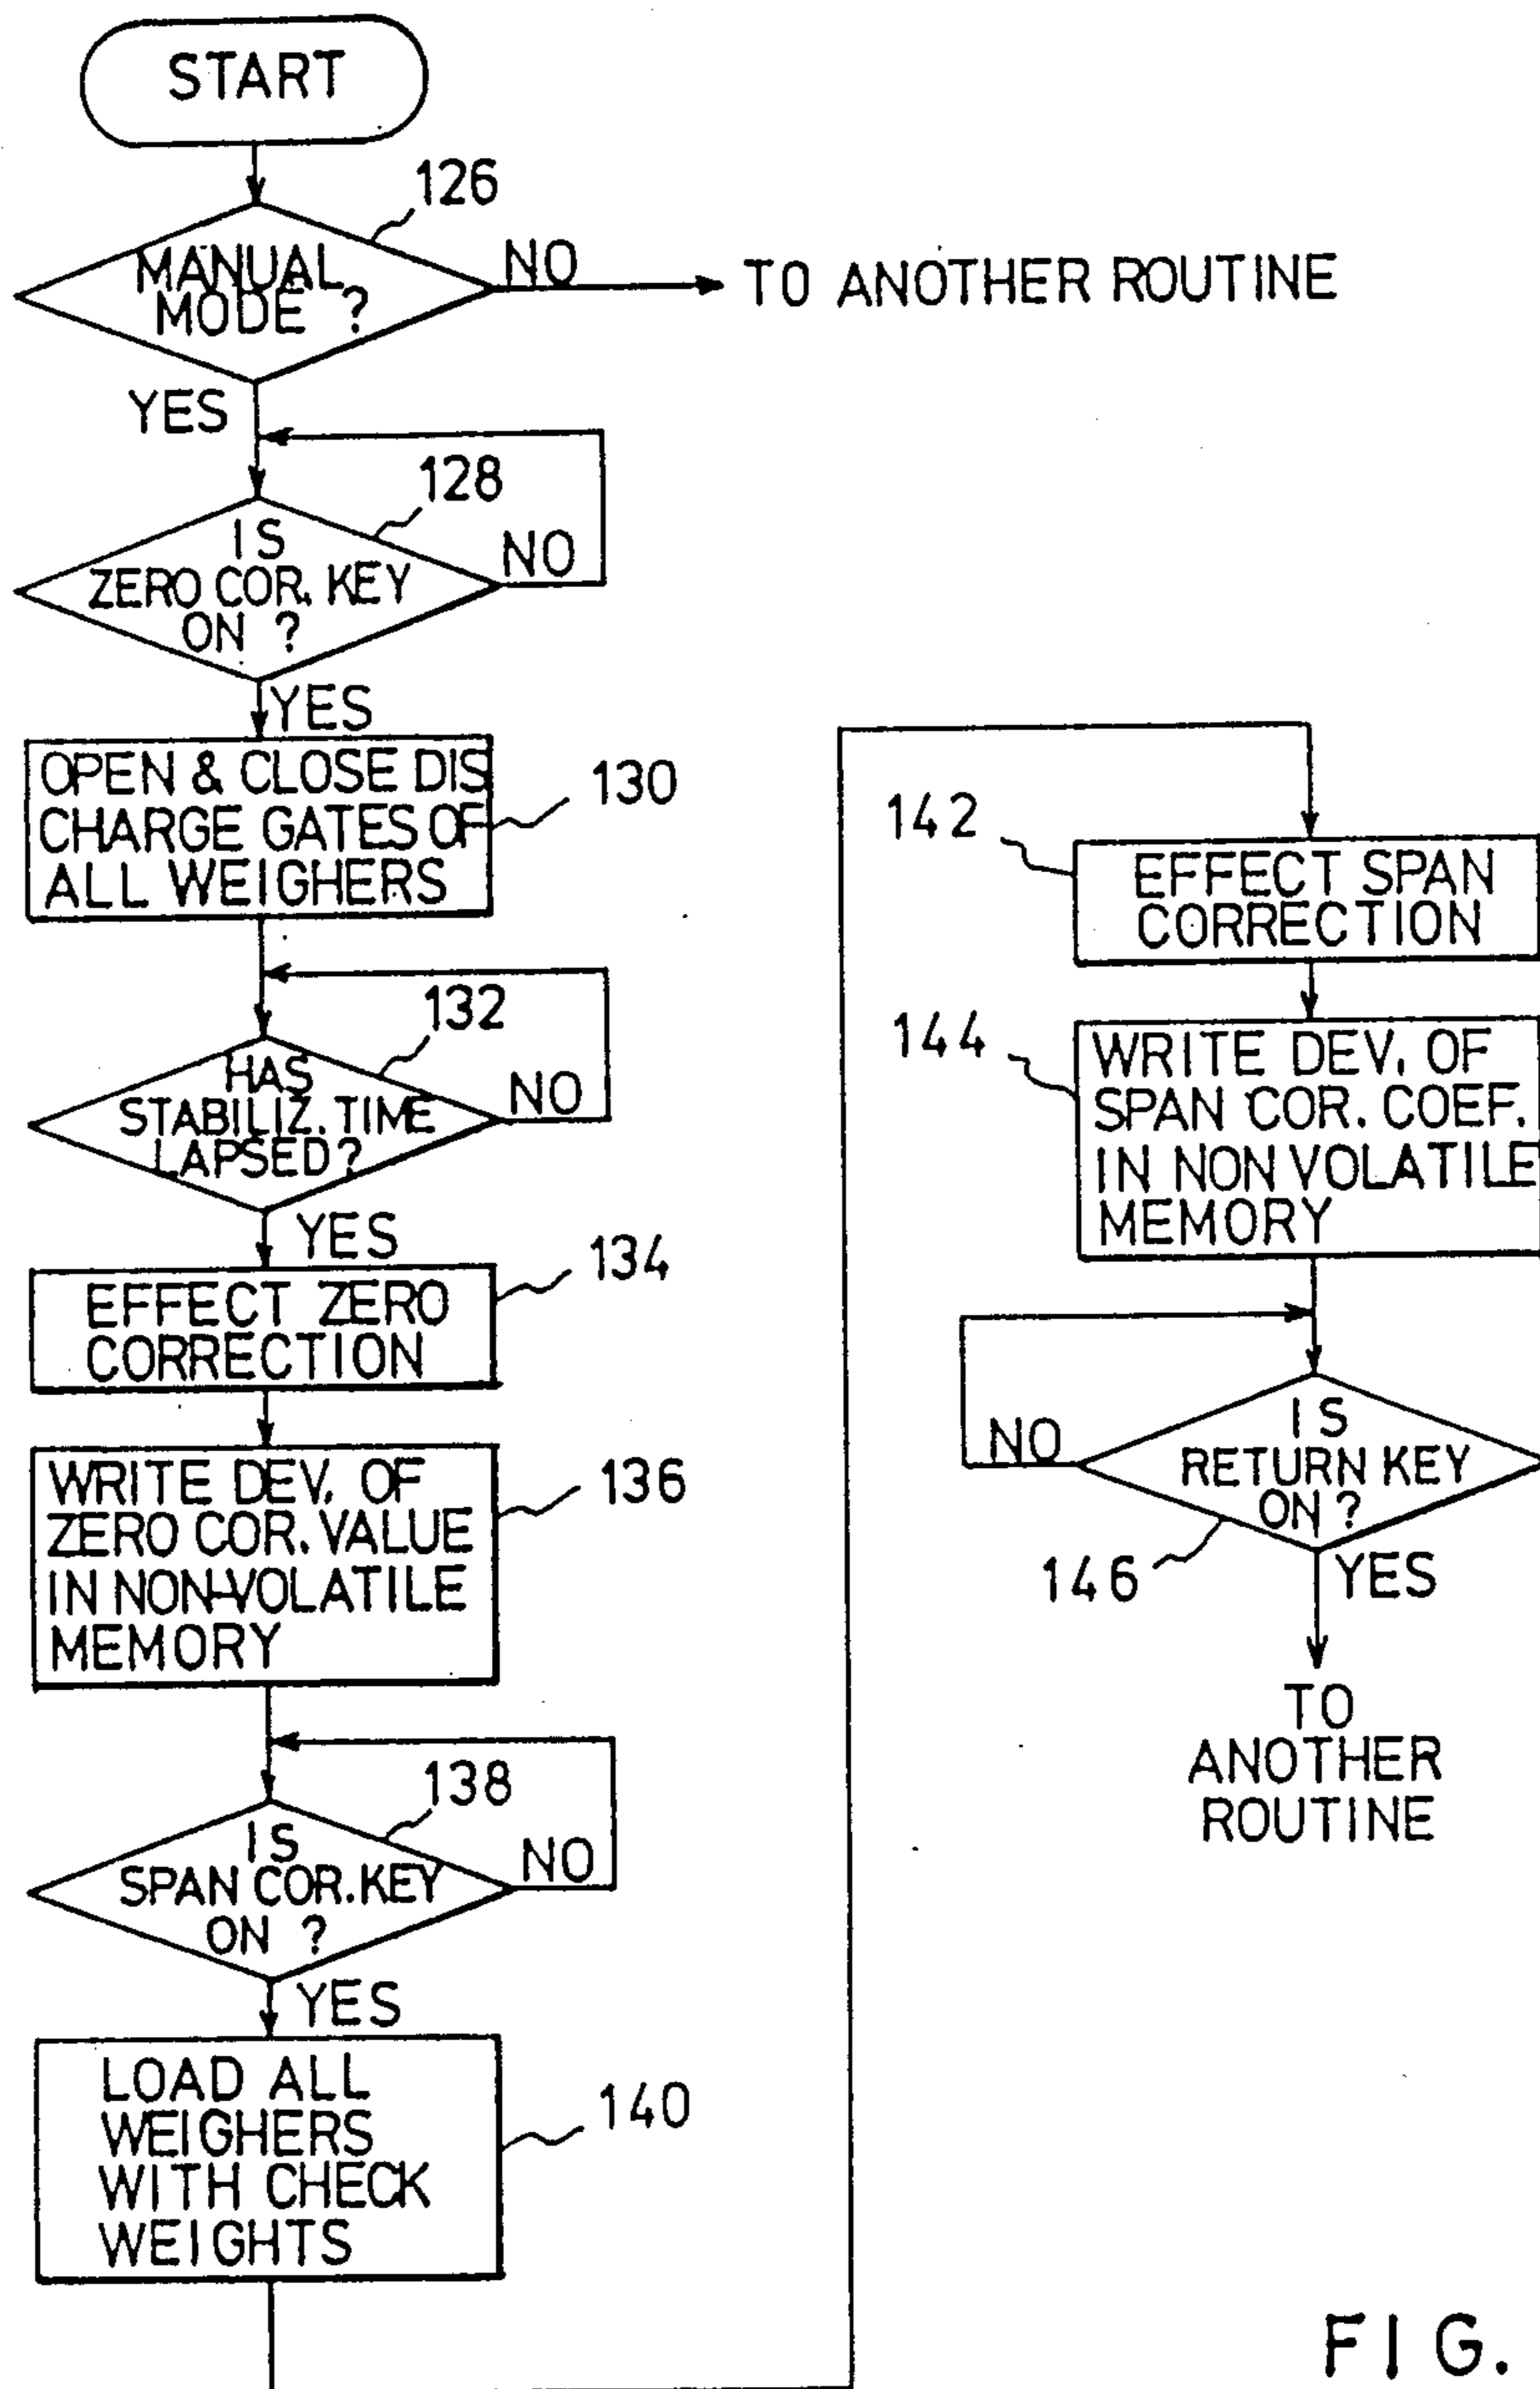 START
126
MANUAL
MODE ?
NO
TO ANOTHER ROUTINE
YES
128
IS
ZERO COR. KEY
ON ?
NO
YES
OPEN & CLOSE DIS
CHARGE GATES OF
ALL WEIGHERS
130
132
HAS
STABILIZ. TIME
LAPSED?
NO
YES
EFFECT ZERO
CORRECTION
134
WRITE DEV. OF
ZERO COR. VALUE
IN NON-VOLATILE
MEMORY
136
138
IS
SPAN COR. KEY
ON ?
NO
YES
LOAD ALL
WEIGHERS
WITH CHECK
WEIGHTS
140
142
EFFECT SPAN
CORRECTION
144
WRITE DEV. OF
SPAN COR. COEF.
IN NON VOLATILE
MEMORY
IS
RETURN KEY
ON ?
NO
146
YES
TO
ANOTHER
ROUTINE
FIG.